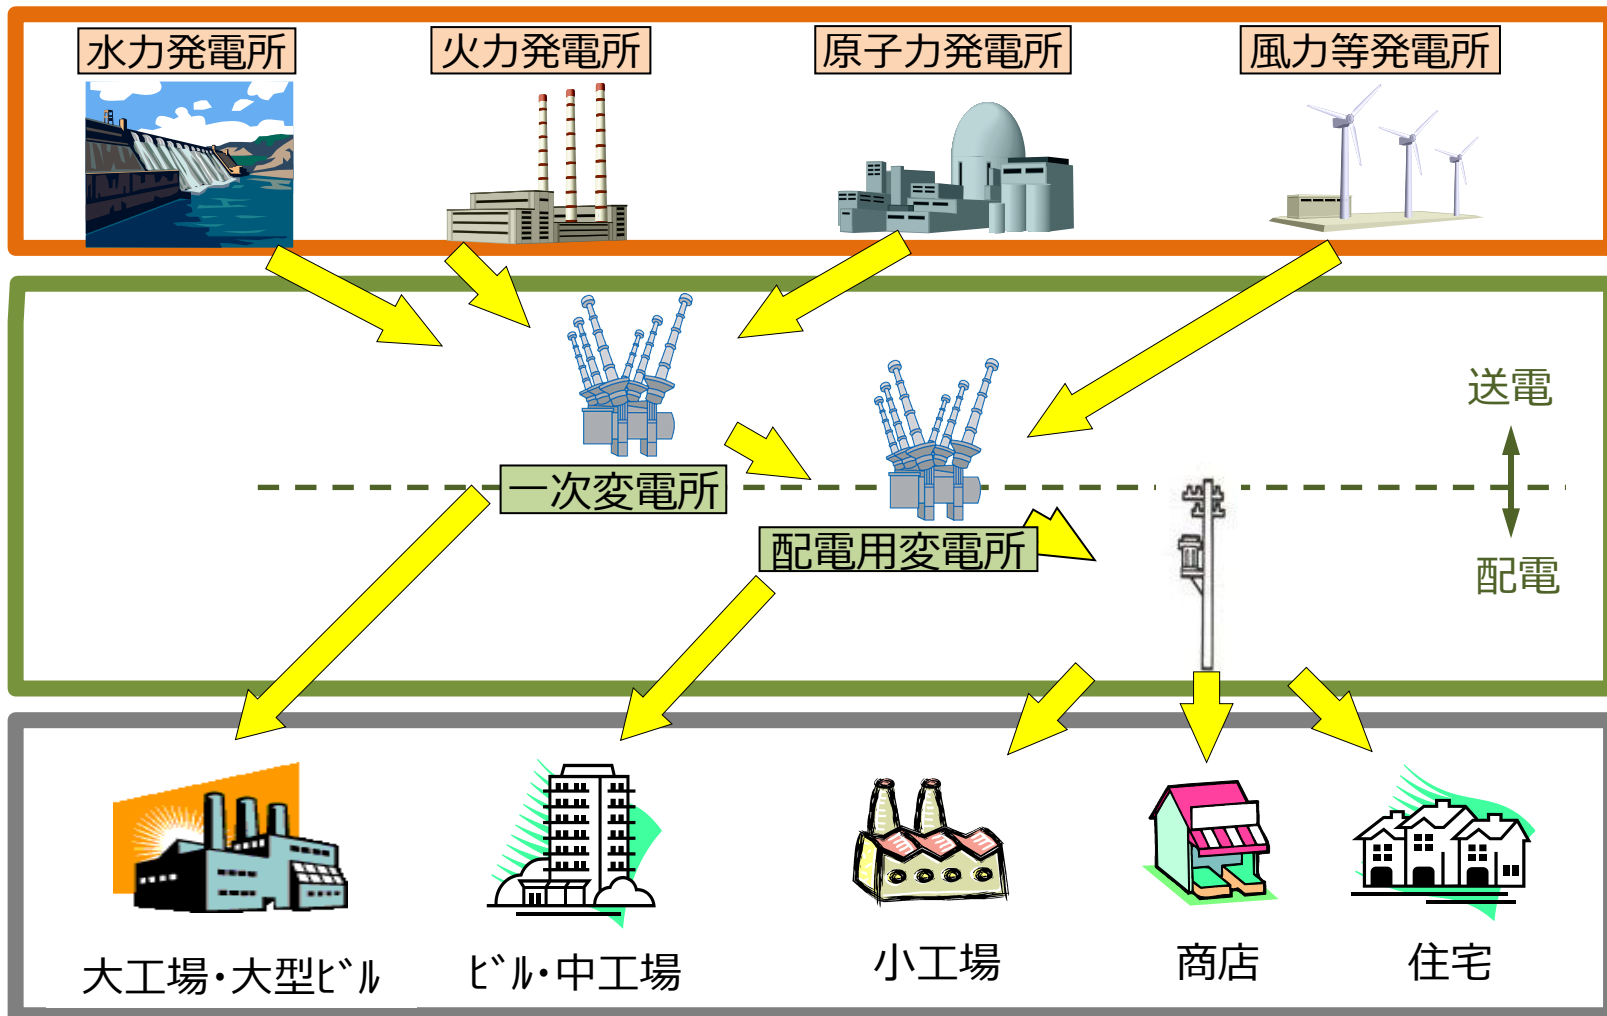 水力発電所
火力発電所
原子力発電所
風力等発電所
送電
一次変電所
配電用変電所
配電
大工場・大型ﾋﾞﾙ
ﾋﾞﾙ・中工場
小工場
商店
住宅